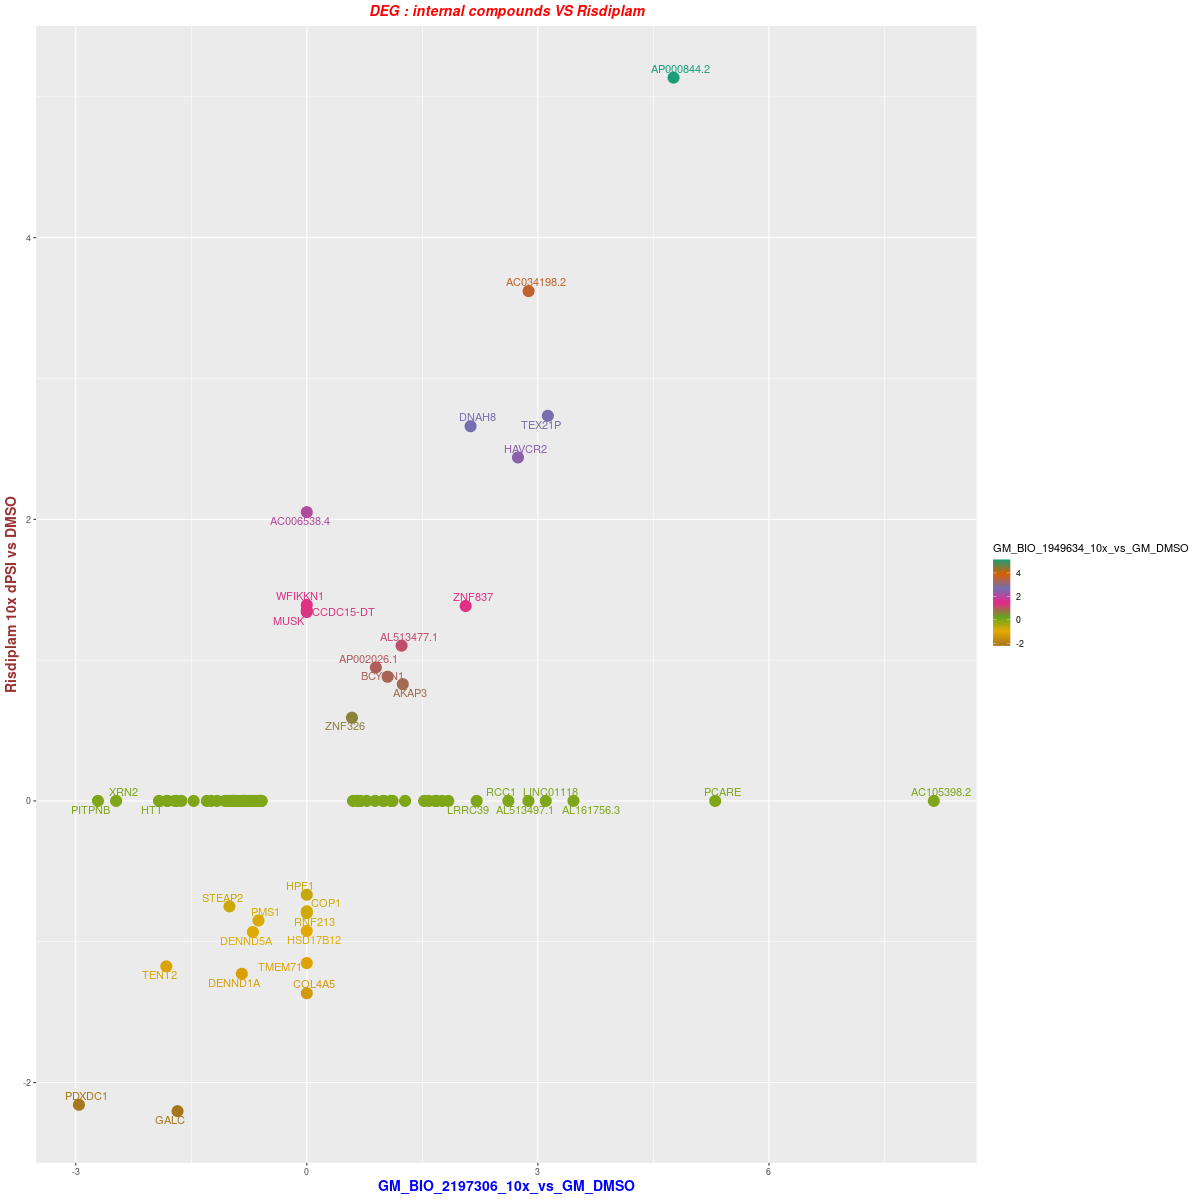 DEG : internal compounds VS Risdiplam
AP000844.2
4
AC034198.2
DNAH8
TEX21P
HAVCR2
2
AC006538.4
WFIKKN1
CCDC15-DT
MUSK
ZNF837
AL513477.1
AP002026.1
AKAP3
ZNF326
0
XRN2
PITPNB
HTT
RCC1
LINC01118
LRRC39
AL513497.1
AL161756.3
PCARE
AC105398.2
HPF1
STEAP2
COP1
PMS1
RNF213
DENND5A
HSD17B12
TMEM71
TENT2
DENND1A
COL4A5
-2
PDXDC1
GALC
-3
0
3
6
GM_BIO_2197306_10x_vs_GM_DMSO
Risdiplam 10x dPSI vs DMSO
GM_BIO_1949634_10x_vs_GM_DMSO
4
2
0
-2